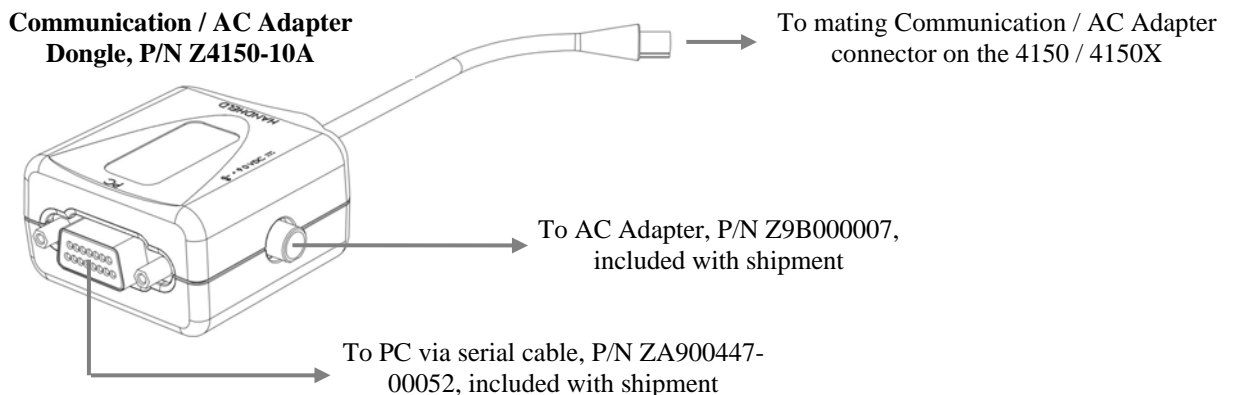 Communication / AC Adapter
Dongle, P/N Z4150-10A
To mating Communication / AC Adapter
connector on the 4150 / 4150X
HANDHELD
PC
To AC Adapter, P/N Z9B000007,
included with shipment
To PC via serial cable, P/N ZA900447-
00052, included with shipment